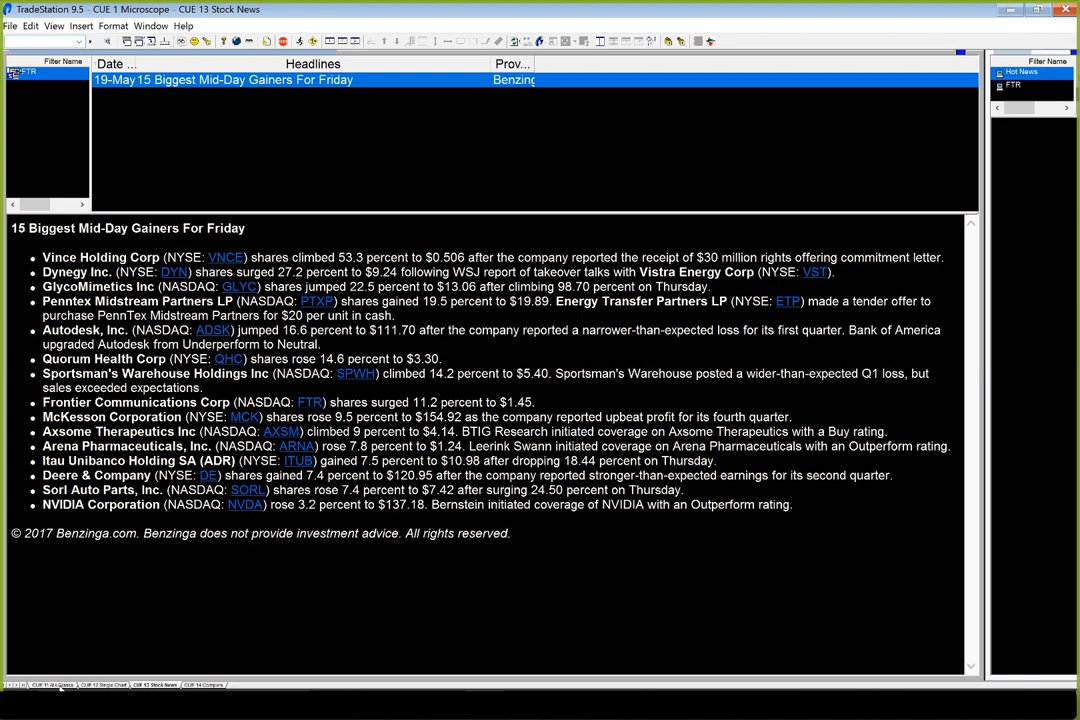 TradeStation 9.5 - CUE 1 Microscope - CUE 13 Stock News
File Edit View Insert Format Window Help
Filter Name
FTR
Date ... Headlines Prov...
19-May 15 Biggest Mid-Day Gainers For Friday Benzing
Filter Name
Hot News
FTR
15 Biggest Mid-Day Gainers For Friday
Vince Holding Corp (NYSE: VNCE) shares climbed 53.3 percent to $0.506 after the company reported the receipt of $30 million rights offering commitment letter.
Dynegy Inc. (NYSE: DYN) shares surged 27.2 percent to $9.24 following WSJ report of takeover talks with Vistra Energy Corp (NYSE: VST).
GlycoMimetics Inc (NASDAQ: GLYC) shares jumped 22.5 percent to $13.06 after climbing 98.70 percent on Thursday.
Penntex Midstream Partners LP (NASDAQ: PTXP) shares gained 19.5 percent to $19.89. Energy Transfer Partners LP (NYSE: ETP) made a tender offer to
purchase PennTex Midstream Partners for $20 per unit in cash.
Autodesk, Inc. (NASDAQ: ADSK) jumped 16.6 percent to $111.70 after the company reported a narrower-than-expected loss for its first quarter. Bank of America
upgraded Autodesk from Underperform to Neutral.
Quorum Health Corp (NYSE: QHC) shares rose 14.6 percent to $3.30.
Sportsman's Warehouse Holdings Inc (NASDAQ: SPWH) climbed 14.2 percent to $5.40. Sportsman's Warehouse posted a wider-than-expected Q1 loss, but
sales exceeded expectations.
Frontier Communications Corp (NASDAQ: FTR) shares surged 11.2 percent to $1.45.
McKesson Corporation (NYSE: MCK) shares rose 9.5 percent to $154.92 as the company reported upbeat profit for its fourth quarter.
Axsome Therapeutics Inc (NASDAQ: AXSM) climbed 9 percent to $4.14. BTIG Research initiated coverage on Axsome Therapeutics with a Buy rating.
Arena Pharmaceuticals, Inc. (NASDAQ: ARNA) rose 7.8 percent to $1.24. Leerink Swann initiated coverage on Arena Pharmaceuticals with an Outperform rating.
Itau Unibanco Holding SA (ADR) (NYSE: ITUB) gained 7.5 percent to $10.98 after dropping 18.44 percent on Thursday.
Deere & Company (NYSE: DE) shares gained 7.4 percent to $120.95 after the company reported stronger-than-expected earnings for its second quarter.
Sorl Auto Parts, Inc. (NASDAQ: SORL) shares rose 7.4 percent to $7.42 after surging 24.50 percent on Thursday.
NVIDIA Corporation (NASDAQ: NVDA) rose 3.2 percent to $137.18. Bernstein initiated coverage of NVIDIA with an Outperform rating.
© 2017 Benzinga.com. Benzinga does not provide investment advice. All rights reserved.
CUE 12 Single Chart CUE 13 Stock News CUE 14 Compare